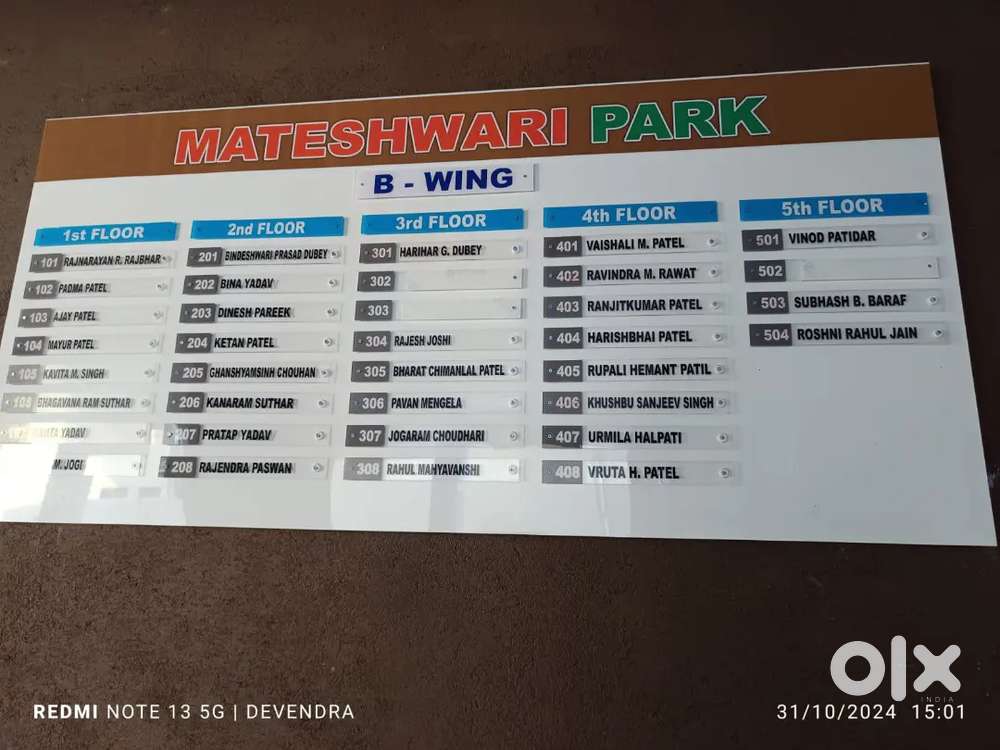 MATESHWARI PARK
B - WING
1st FLOOR
101 RAJNARAYAN R. RAJBHAR
102 PADMA PATEL
103 AJAY PATEL
104 MAYUR PATEL
105 KAVITA M. SINGH
BHAGAVANA RAM SUTHAR
YADAV
M. JOGI
2nd FLOOR
201 BINDESHWARI PRASAD DUBEY
202 BINA YADAV
203 DINESH PAREEK
204 KETAN PATEL
205 GHANSHYAMSINH CHOUHAN
206 KANARAM SUTHAR
207 PRATAP YADAV
208 RAJENDRA PASWAN
3rd FLOOR
301 HARIHAR G. DUBEY
302
303
304 RAJESH JOSHI
305 BHARAT CHIMANLAL PATEL
306 PAVAN MENGELA
307 JOGARAM CHOUDHARI
308 RAHUL MAHYAVANSHI
4th FLOOR
401 VAISHALI M. PATEL
402 RAVINDRA M. RAWAT
403 RANJITKUMAR PATEL
404 HARISHBHAI PATEL
405 RUPALI HEMANT PATIL
406 KHUSHBU SANJEEV SINGH
407 URMILA HALPATI
408 VRUTA H. PATEL
5th FLOOR
501 VINOD PATIDAR
502
503 SUBHASH B. BARAF
504 ROSHNI RAHUL JAIN
olx
INDIA
REDMI NOTE 13 5G | DEVENDRA
31/10/2024 15:01